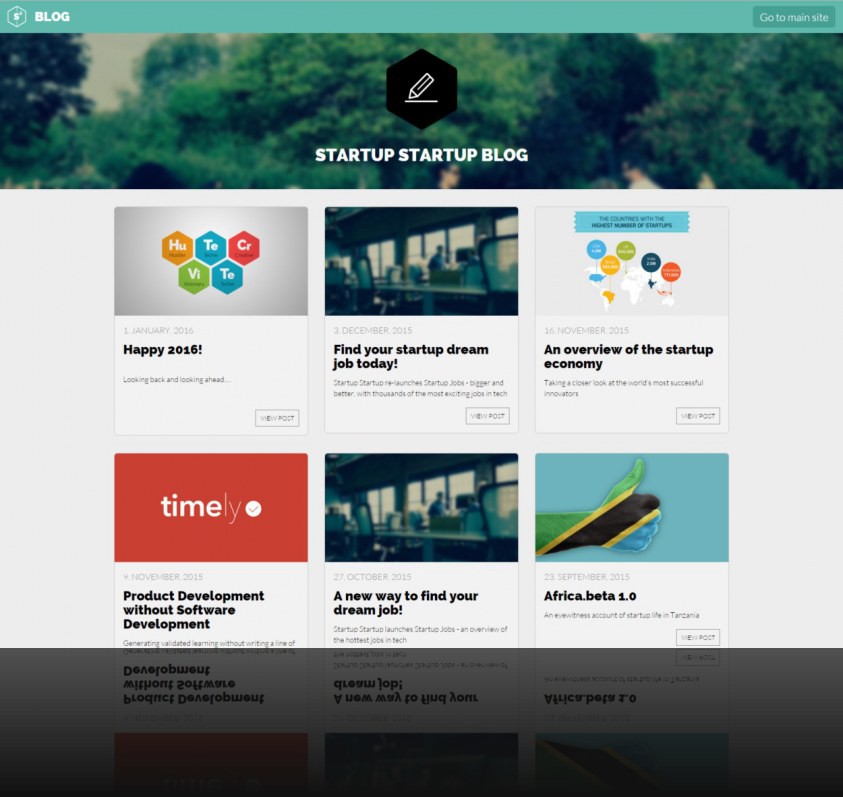 S²
BLOG
Go to main site
STARTUP STARTUP BLOG
Hu
Te
Cr
Hustler
Techie
Creative
Vi
Te
Visionary
Techie
THE COUNTRIES WITH THE
HIGHEST NUMBER OF STARTUPS
1. JANUARY. 2016
Happy 2016!
Looking back and looking ahead...
VIEW POST
3. DECEMBER. 2015
Find your startup dream
job today!
Startup Startup re-launches Startup Jobs - bigger and
better, with thousands of the most exciting jobs in tech
VIEW POST
16. NOVEMBER. 2015
An overview of the startup
economy
Taking a closer look at the world's most successful
innovators
VIEW POST
timely
9. NOVEMBER. 2015
Product Development
without Software
Development
Generating validated learning without writing a line of
27. OCTOBER. 2015
A new way to find your
dream job!
Startup Startup launches Startup Jobs - an overview of
the hottest jobs in tech
23. SEPTEMBER. 2015
Africa.beta 1.0
An eyewitness account of startup life in Tanzania
VIEW POST